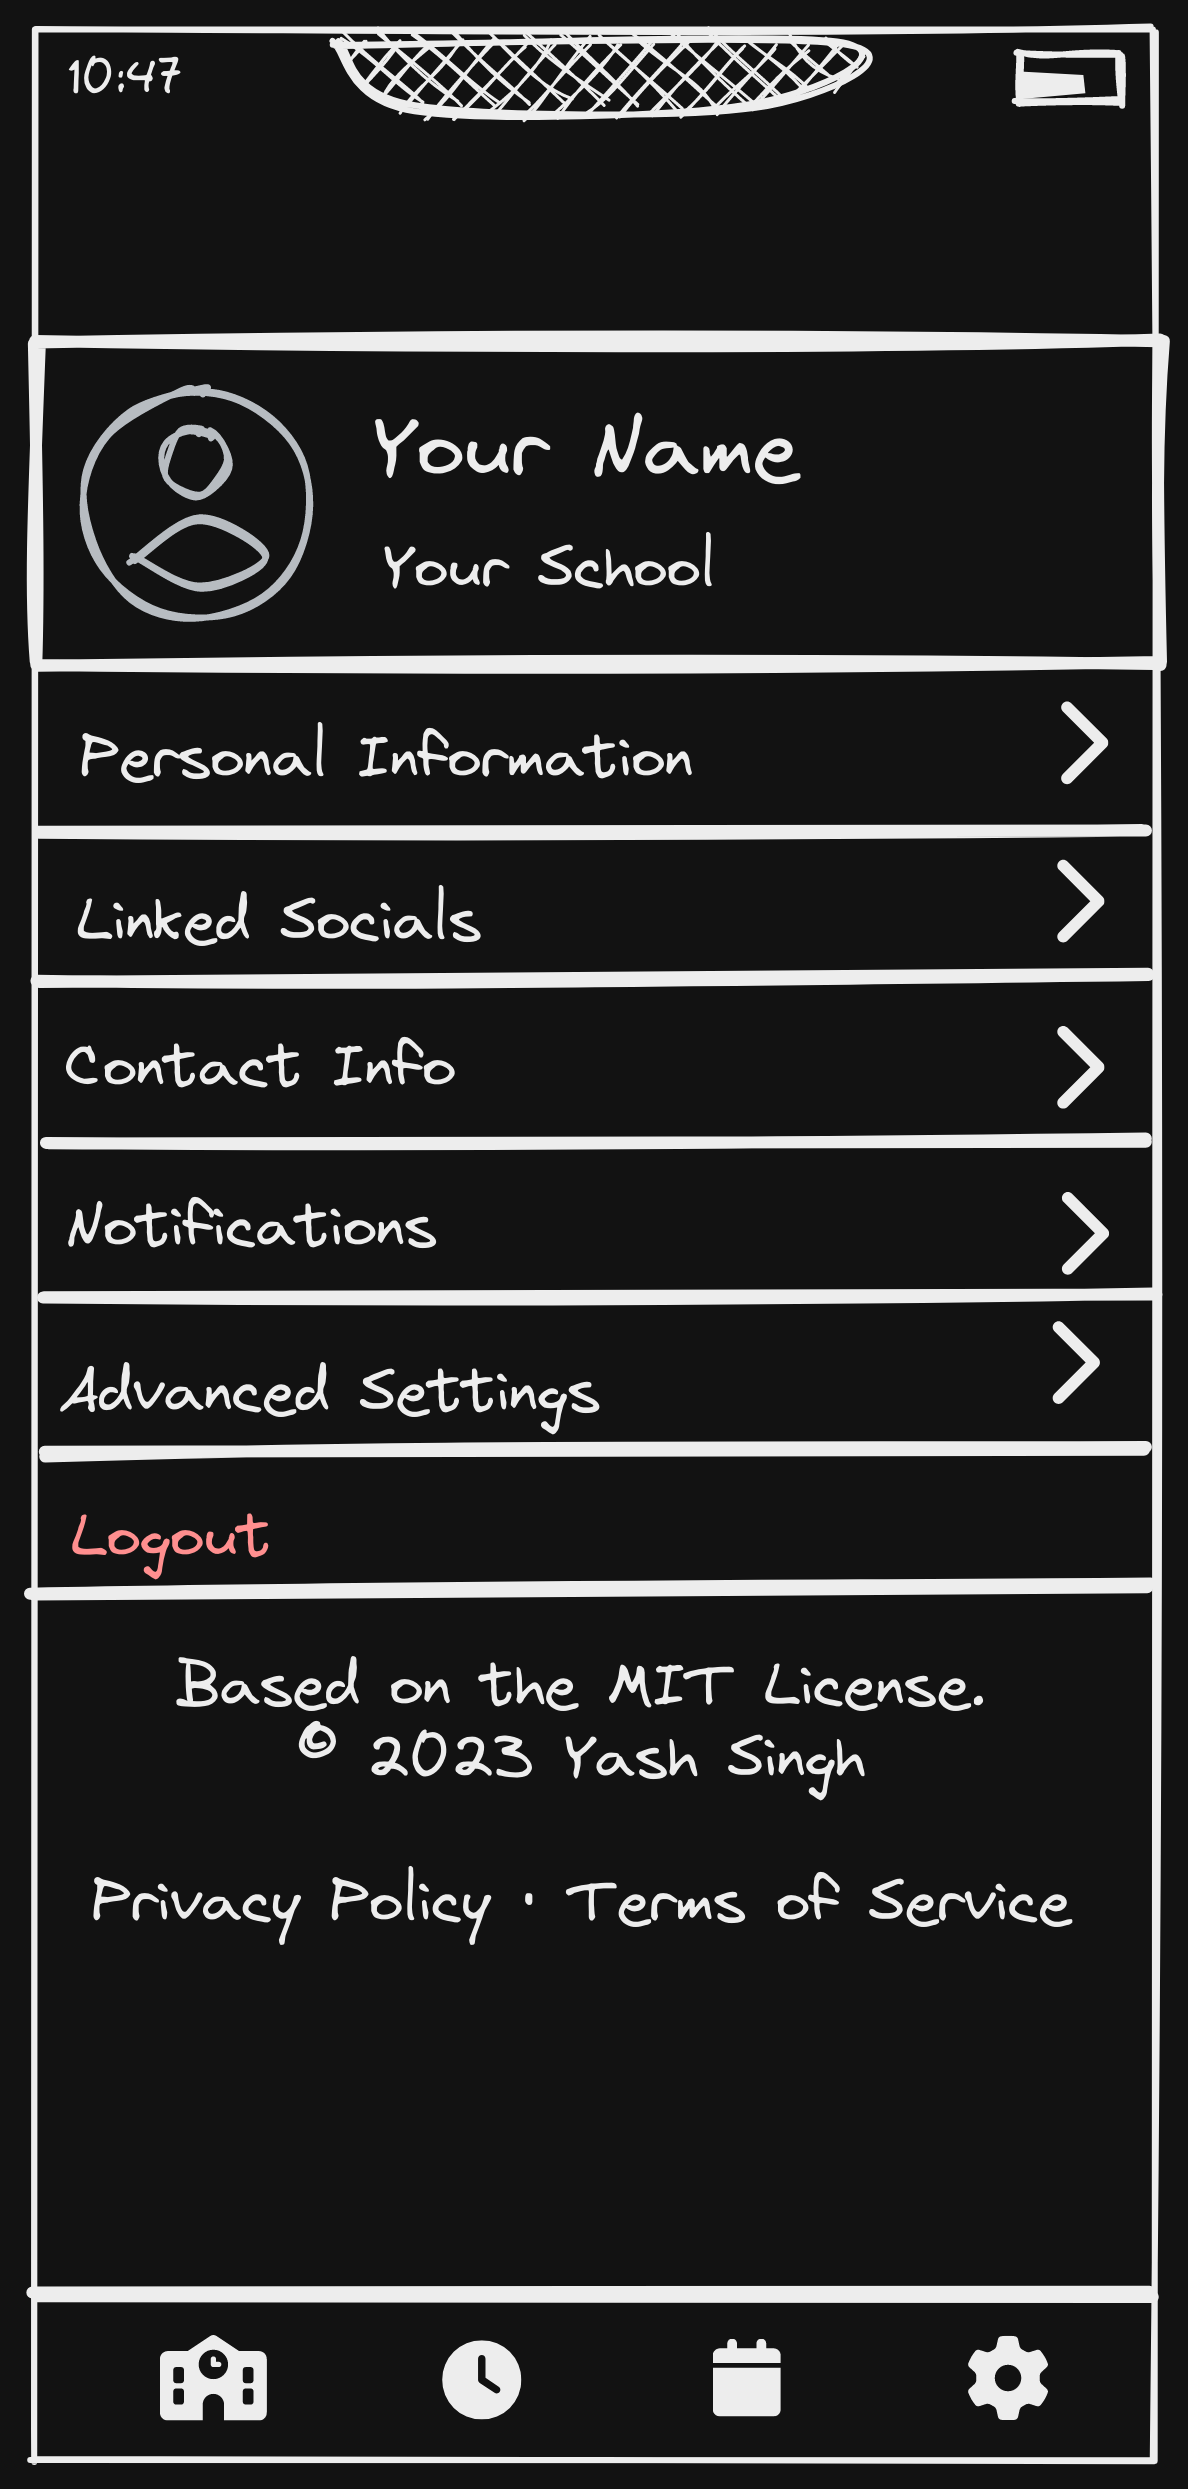 10:47
Your Name
Your School
Personal Information
Linked Socials
Contact Info
Notifications
Advanced Settings
Logout
Based on the MIT License.
© 2023 Yash Singh
Privacy Policy · Terms of Service